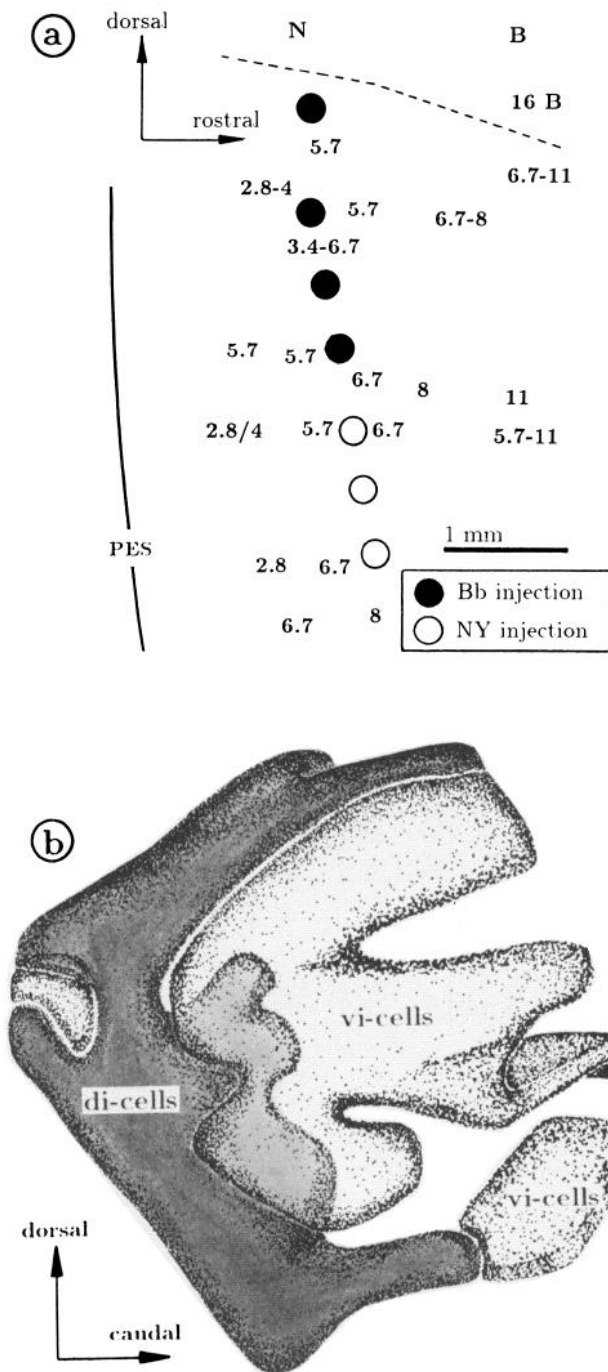 a
dorsal
N
B
16 B
rostral
5.7
6.7-11
2.8-4
5.7
6.7-8
3.4-6.7
5.7
5.7
6.7
8
11
2.8/4
5.7
6.7
5.7-11
1 mm
PES
2.8
6.7
Bb injection
8
6.7
NY injection
b
vi-cells
di-cells
vi-cells
dorsal
caudal